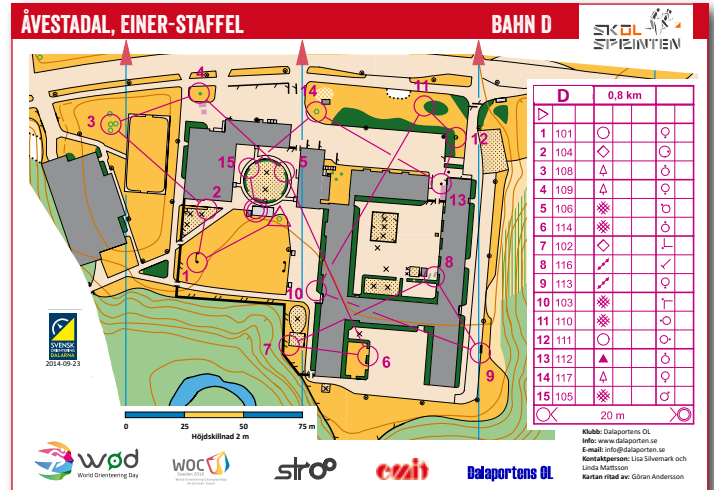 ÅVESTADAL, EINER-STAFFEL
BAHN D
SKOL
SPRINTEN
4
11
14
3
12
15
5
13
2
1
8
10
7
6
9
D 0,8 km
1 101
2 104
3 108
4 109
5 106
6 114
7 102
8 116
9 113
10 103
11 110
12 111
13 112
14 117
15 105
20 m
SVENSK
ORIENTERING
DALARNA
2014-09-23
0 25 50 75 m
Höjdskillnad 2 m
wod
World Orienteering Day
WOC
Sweden 2016
stroo
emit
Dalaportens OL
Klubb: Dalaportens OL
Info: www.dalaporten.se
E-mail: info@dalaporten.se
Kontaktperson: Lisa Silvemark och
Linda Mattsson
Kartan ritad av: Göran Andersson